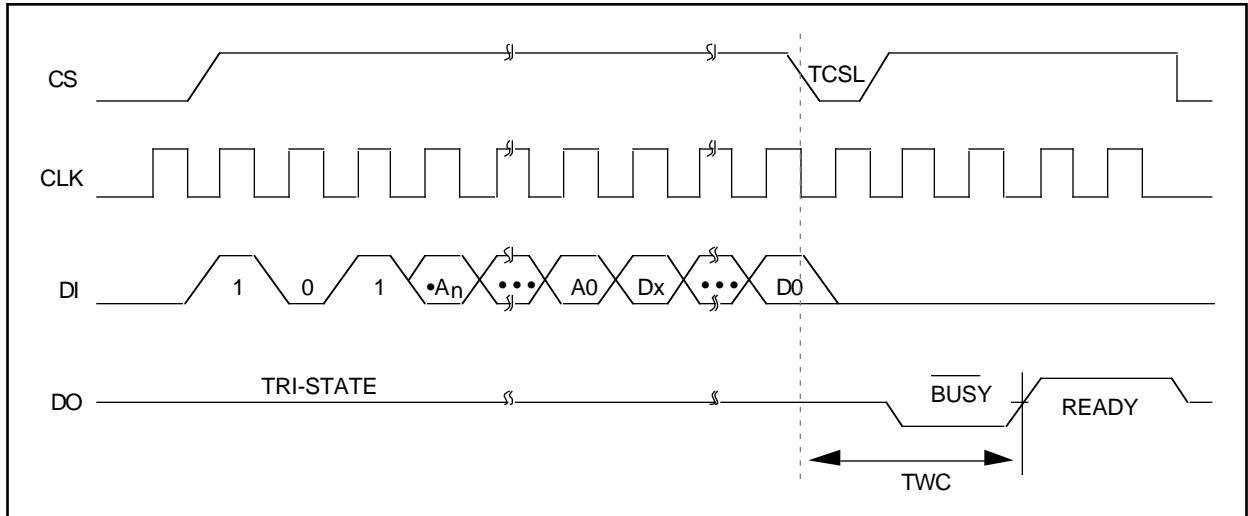 CS
TCSL
CLK
DI
1 0 1 •An ••• A0 Dx ••• D0
TRI-STATE
DO
BUSY
READY
TWC